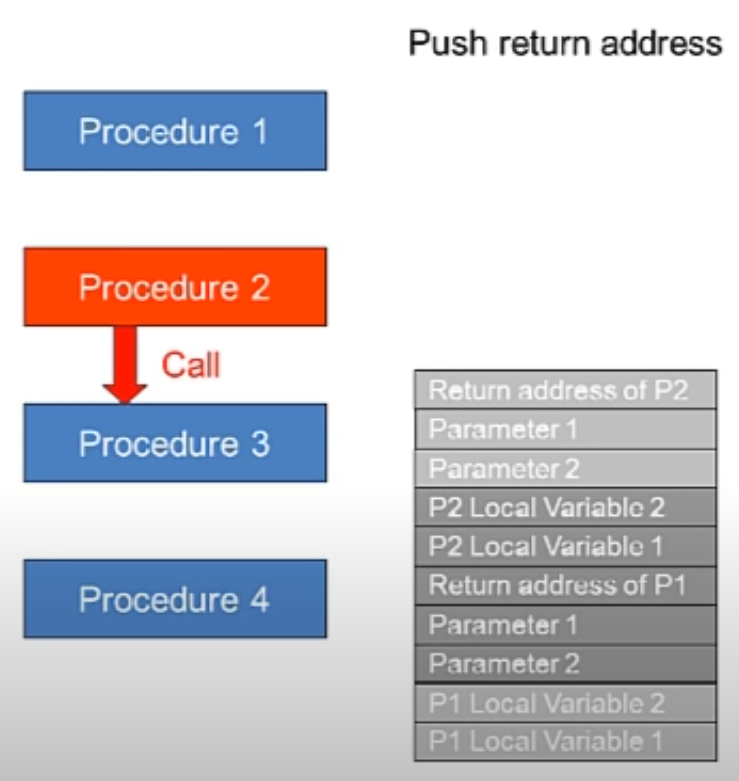 Push return address
Procedure 1
Procedure 2
Call
Procedure 3
Procedure 4
Return address of P2
Parameter 1
Parameter 2
P2 Local Variable 2
P2 Local Variable 1
Return address of P1
Parameter 1
Parameter 2
P1 Local Variable 2
P1 Local Variable 1